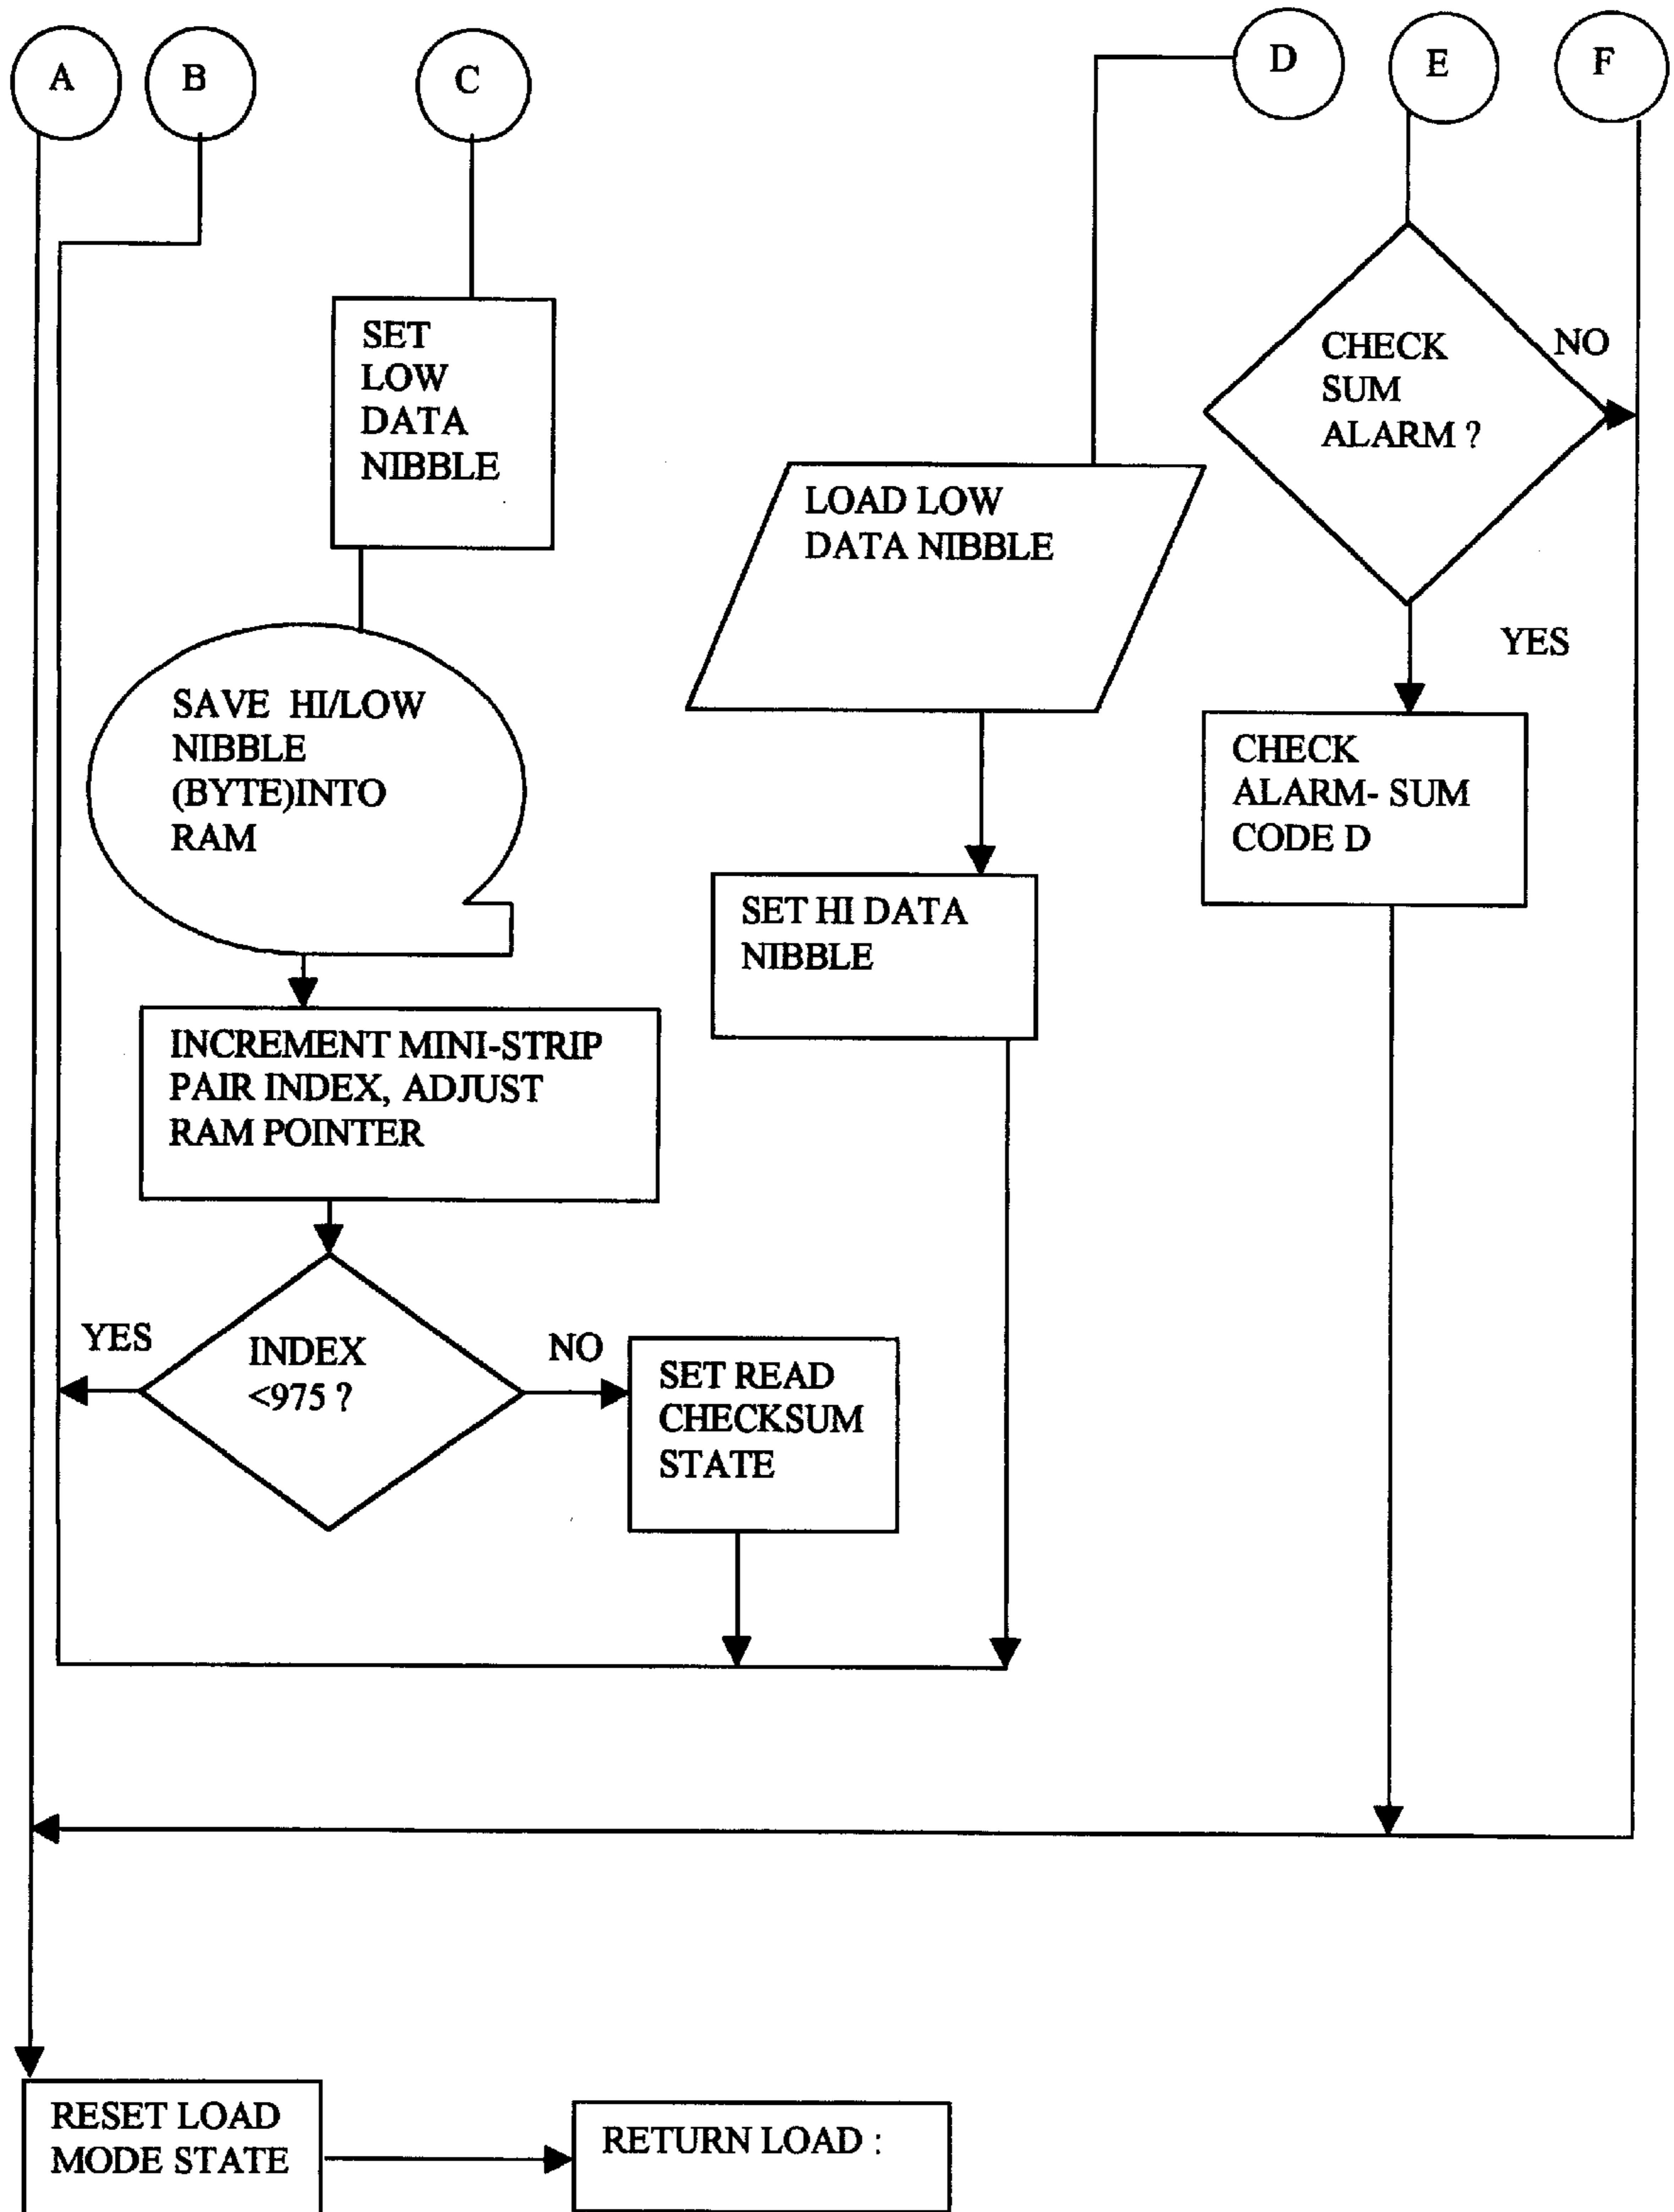 A
B
C
D
E
F
SET
LOW
DATA
NIBBLE
CHECK
SUM
ALARM ?
NO
YES
LOAD LOW
DATA NIBBLE
SAVE HI/LOW
NIBBLE
(BYTE)INTO
RAM
CHECK
ALARM- SUM
CODE D
SET HI DATA
NIBBLE
INCREMENT MINI-STRIP
PAIR INDEX, ADJUST
RAM POINTER
YES
INDEX
<975 ?
NO
SET READ
CHECKSUM
STATE
RESET LOAD
MODE STATE
RETURN LOAD :